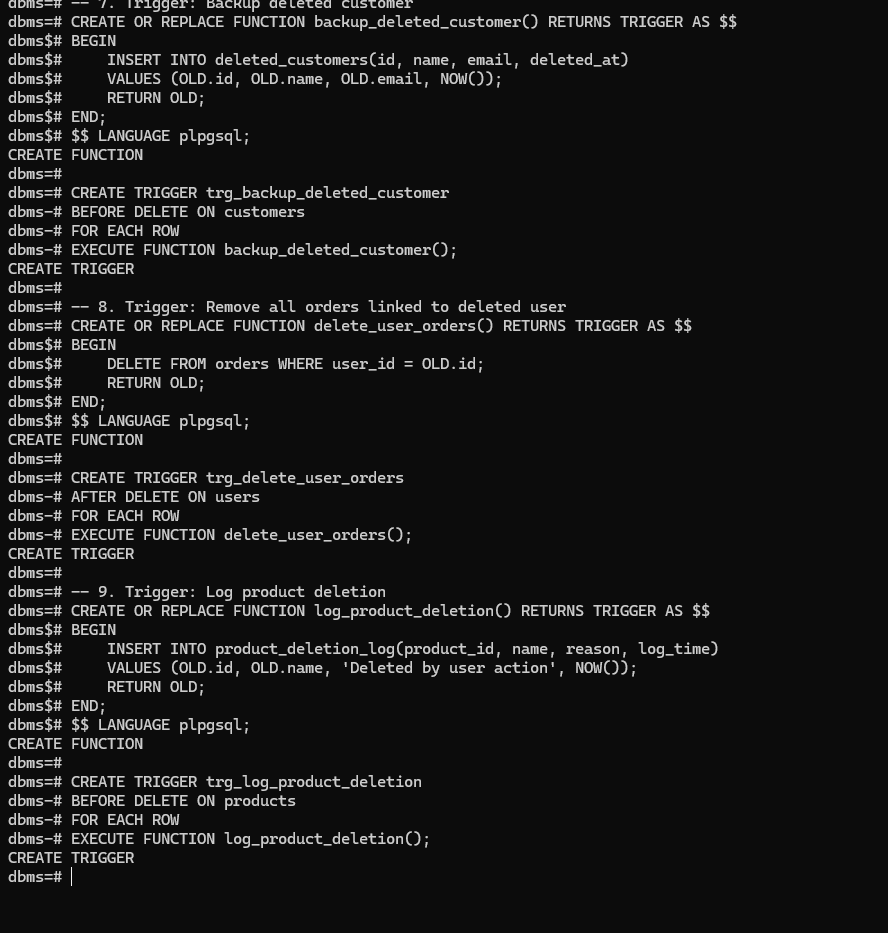 dbms=# -- 7. Trigger: Backup deleted customer
dbms=# CREATE OR REPLACE FUNCTION backup_deleted_customer() RETURNS TRIGGER AS $$
dbms$# BEGIN
dbms$#     INSERT INTO deleted_customers(id, name, email, deleted_at)
dbms$#     VALUES (OLD.id, OLD.name, OLD.email, NOW());
dbms$#     RETURN OLD;
dbms$# END;
dbms$# $$ LANGUAGE plpgsql;
CREATE FUNCTION
dbms=#
dbms=# CREATE TRIGGER trg_backup_deleted_customer
dbms-# BEFORE DELETE ON customers
dbms-# FOR EACH ROW
dbms-# EXECUTE FUNCTION backup_deleted_customer();
CREATE TRIGGER
dbms=#
dbms=# -- 8. Trigger: Remove all orders linked to deleted user
dbms=# CREATE OR REPLACE FUNCTION delete_user_orders() RETURNS TRIGGER AS $$
dbms$# BEGIN
dbms$#     DELETE FROM orders WHERE user_id = OLD.id;
dbms$#     RETURN OLD;
dbms$# END;
dbms$# $$ LANGUAGE plpgsql;
CREATE FUNCTION
dbms=#
dbms=# CREATE TRIGGER trg_delete_user_orders
dbms-# AFTER DELETE ON users
dbms-# FOR EACH ROW
dbms-# EXECUTE FUNCTION delete_user_orders();
CREATE TRIGGER
dbms=#
dbms=# -- 9. Trigger: Log product deletion
dbms=# CREATE OR REPLACE FUNCTION log_product_deletion() RETURNS TRIGGER AS $$
dbms$# BEGIN
dbms$#     INSERT INTO product_deletion_log(product_id, name, reason, log_time)
dbms$#     VALUES (OLD.id, OLD.name, 'Deleted by user action', NOW());
dbms$#     RETURN OLD;
dbms$# END;
dbms$# $$ LANGUAGE plpgsql;
CREATE FUNCTION
dbms=#
dbms=# CREATE TRIGGER trg_log_product_deletion
dbms-# BEFORE DELETE ON products
dbms-# FOR EACH ROW
dbms-# EXECUTE FUNCTION log_product_deletion();
CREATE TRIGGER
dbms=#